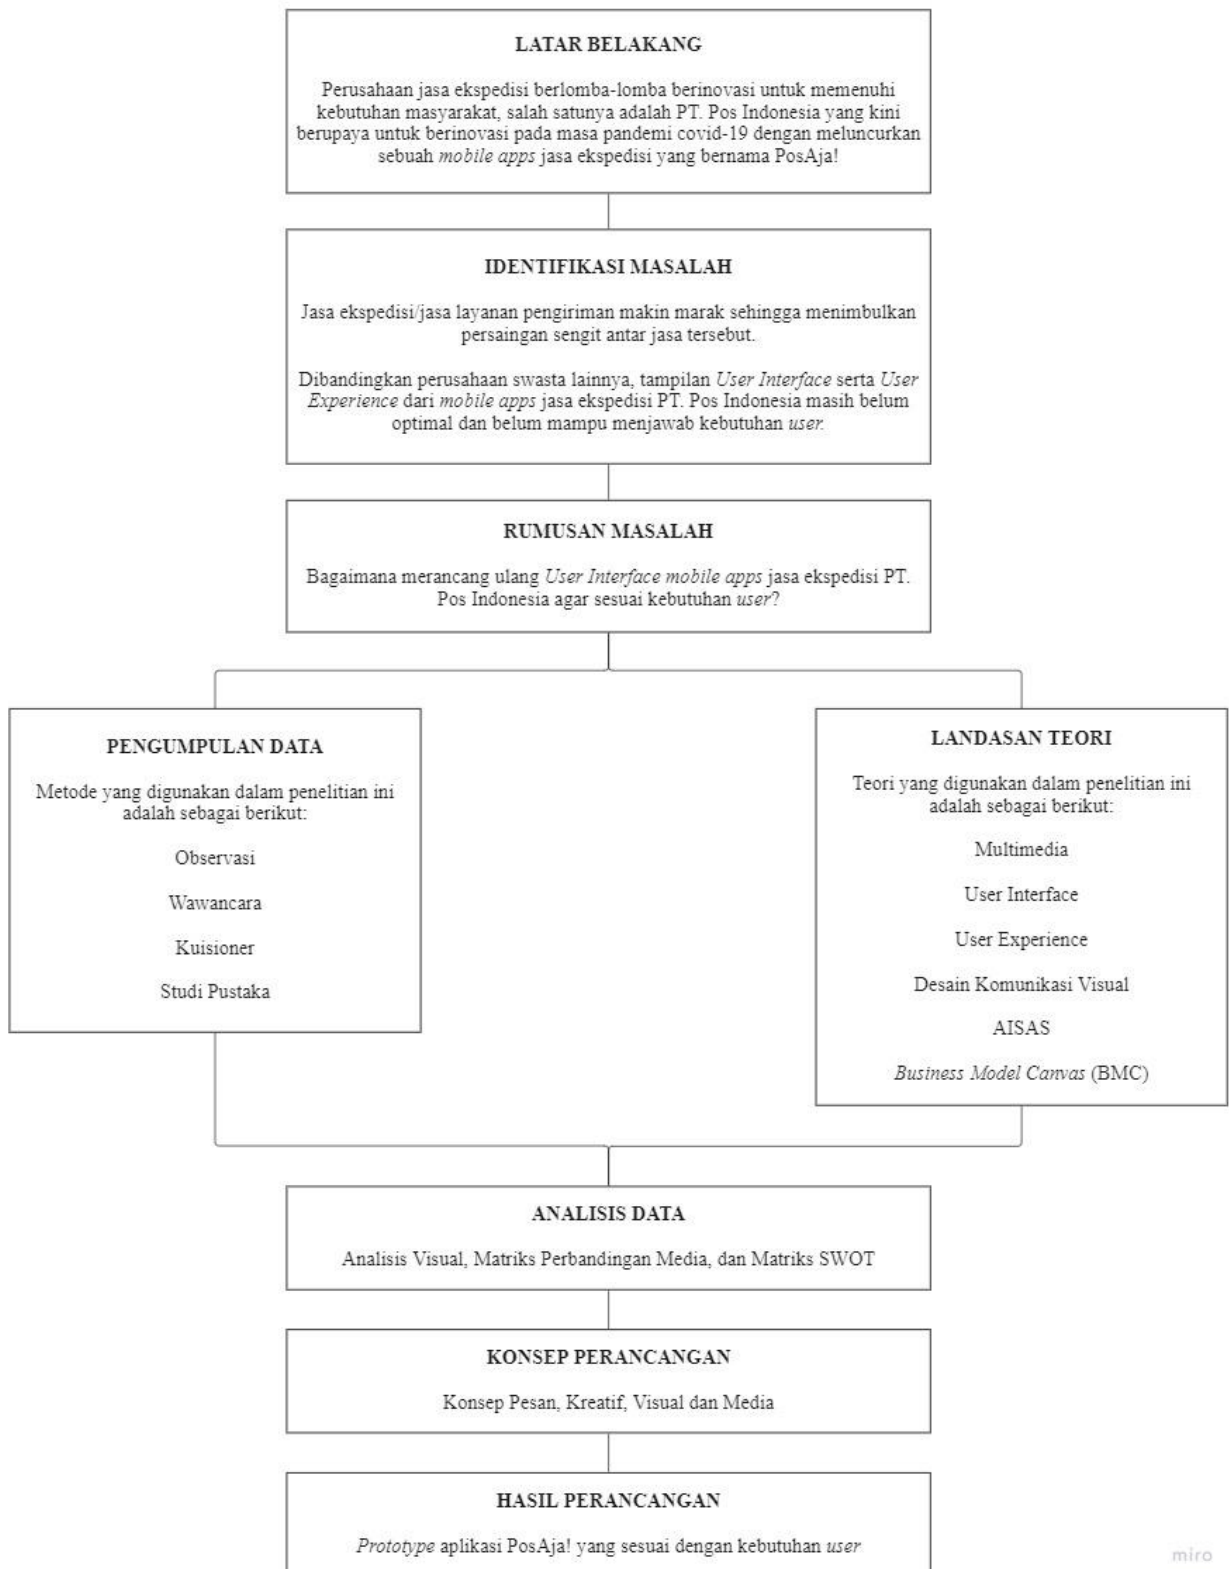 LATAR BELAKANG
Perusahaan jasa ekspedisi berlomba-lomba berinovasi untuk memenuhi
kebutuhan masyarakat, salah satunya adalah PT. Pos Indonesia yang kini
berupaya untuk berinovasi pada masa pandemi covid-19 dengan meluncurkan
sebuah mobile apps jasa ekspedisi yang bernama PosAja!
IDENTIFIKASI MASALAH
Jasa ekspedisi/jasa layanan pengiriman makin marak sehingga menimbulkan
persaingan sengit antar jasa tersebut.
Dibandingkan perusahaan swasta lainnya, tampilan User Interface serta User
Experience dari mobile apps jasa ekspedisi PT. Pos Indonesia masih belum
optimal dan belum mampu menjawab kebutuhan user.
RUMUSAN MASALAH
Bagaimana merancang ulang User Interface mobile apps jasa ekspedisi PT.
Pos Indonesia agar sesuai kebutuhan user?
PENGUMPULAN DATA
Metode yang digunakan dalam penelitian ini
adalah sebagai berikut:
Observasi
Wawancara
Kuisioner
Studi Pustaka
LANDASAN TEORI
Teori yang digunakan dalam penelitian ini
adalah sebagai berikut:
Multimedia
User Interface
User Experience
Desain Komunikasi Visual
AISAS
Business Model Canvas (BMC)
ANALISIS DATA
Analisis Visual, Matriks Perbandingan Media, dan Matriks SWOT
KONSEP PERANCANGAN
Konsep Pesan, Kreatif, Visual dan Media
HASIL PERANCANGAN
Prototype aplikasi PosAja! yang sesuai dengan kebutuhan user
miro